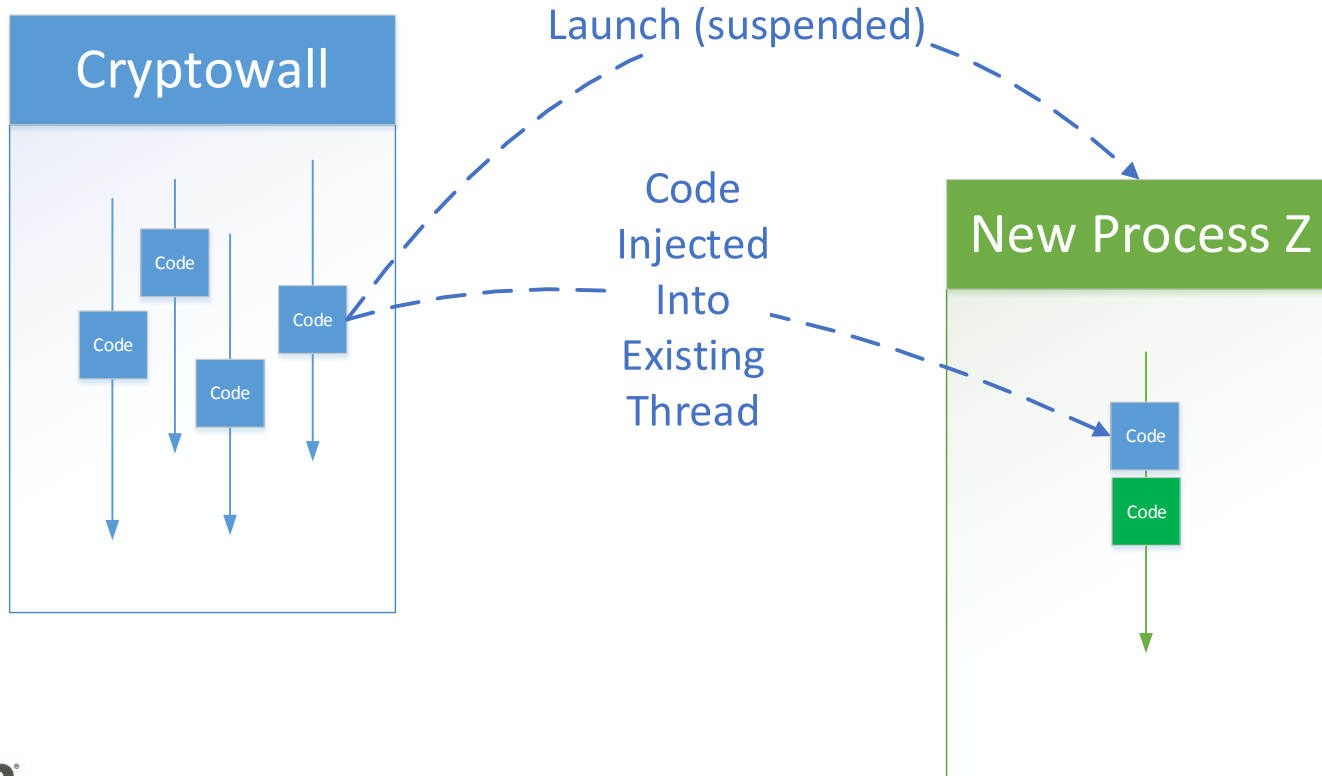 Launch (suspended)
Cryptowall
Code
Injected
Into
Existing
Thread
New Process Z
Code
Code
Code
Code
Code
Code